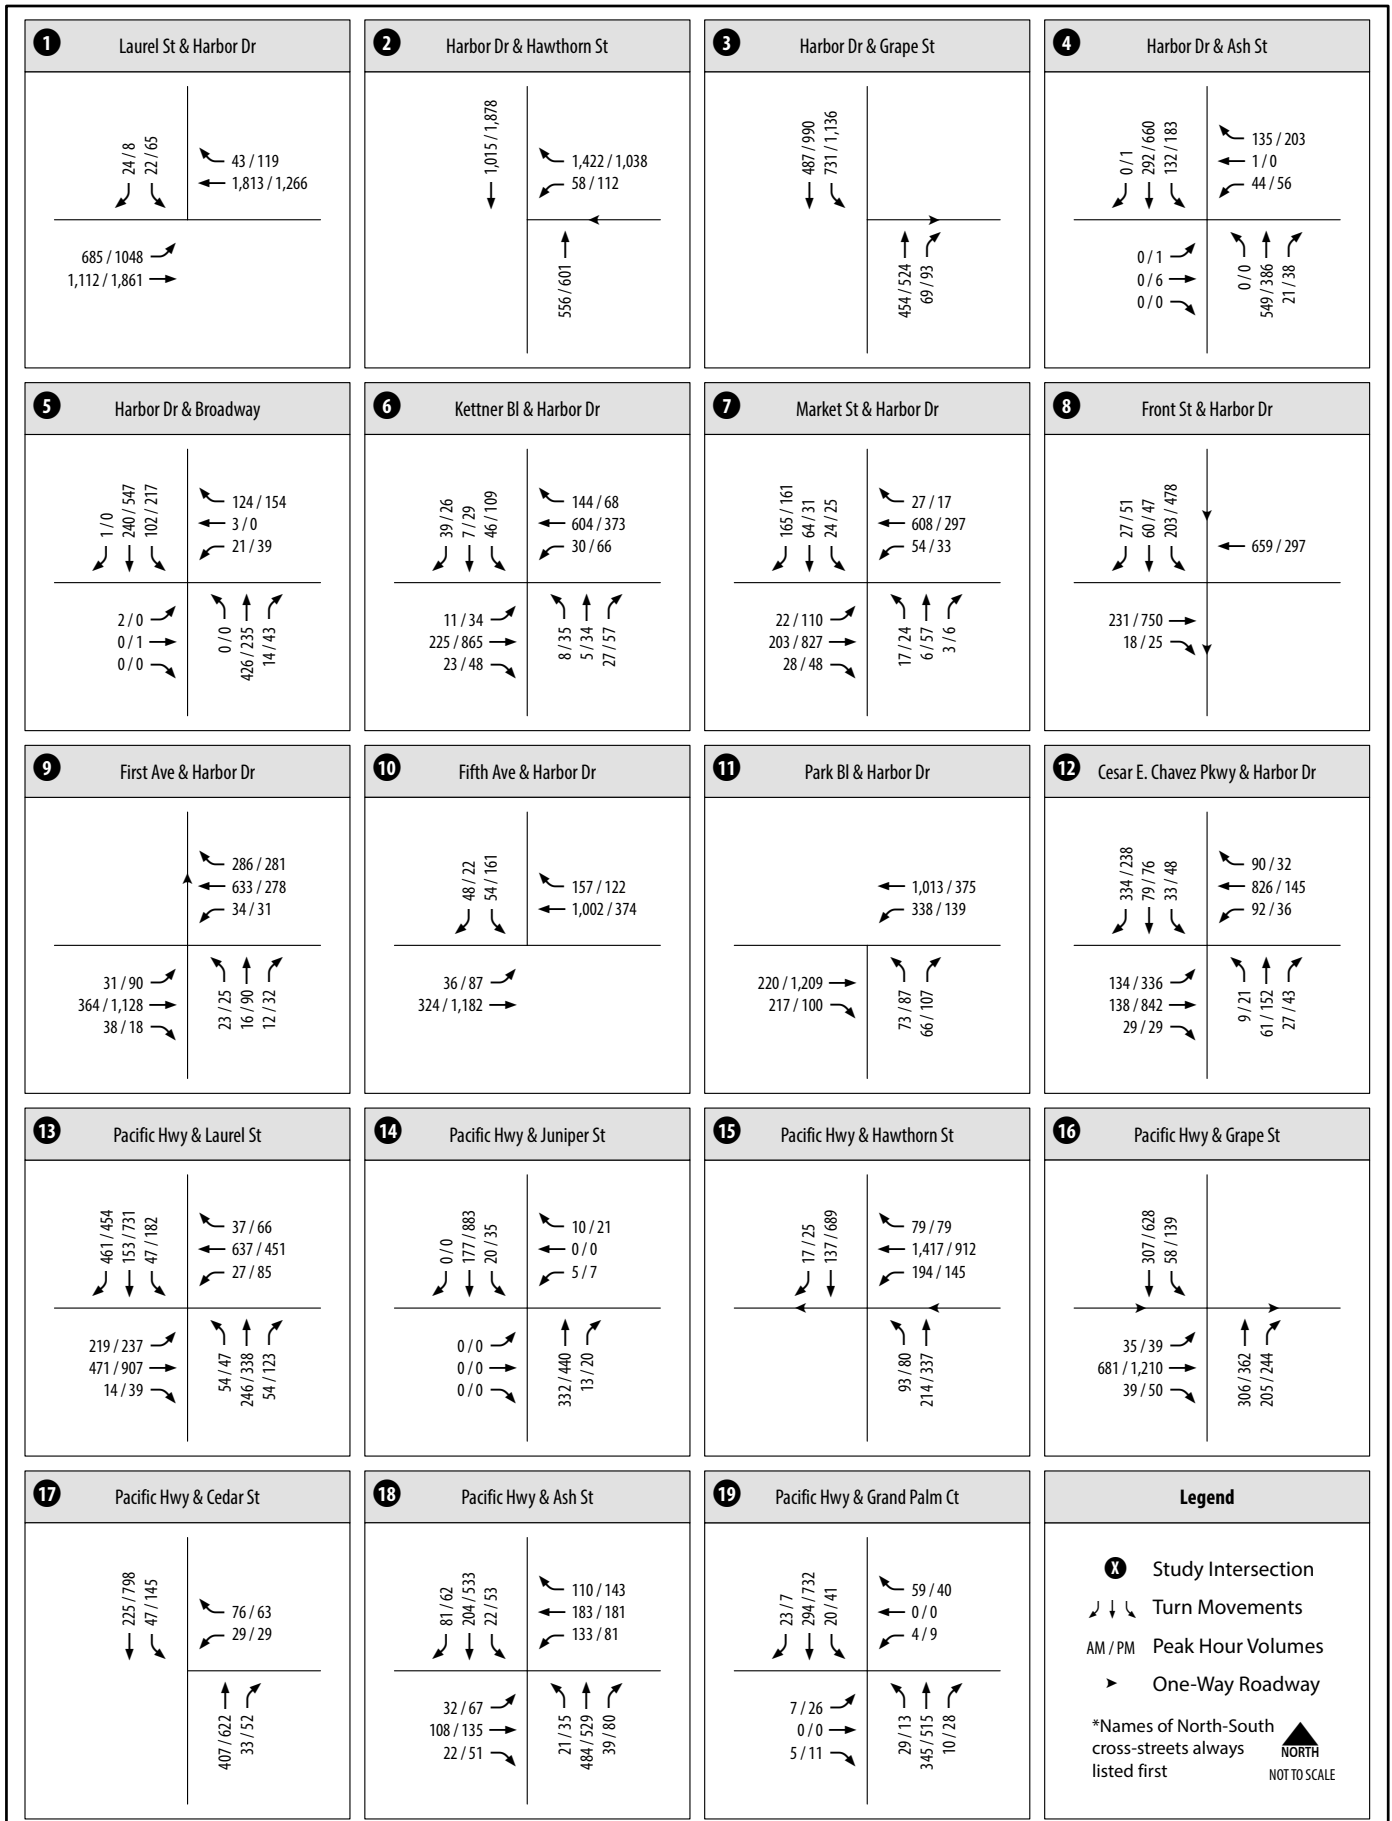 1 Laurel St & Harbor Dr
24 / 8
22 / 65
43 / 119
1,813 / 1,266
685 / 1048
1,112 / 1,861
2 Harbor Dr & Hawthorn St
1,015 / 1,878
1,422 / 1,038
58 / 112
556 / 601
3 Harbor Dr & Grape St
487 / 990
731 / 1,136
454 / 524
69 / 93
4 Harbor Dr & Ash St
0 / 1
292 / 660
132 / 183
135 / 203
1 / 0
44 / 56
0 / 1
0 / 6
0 / 0
0 / 0
549 / 386
21 / 38
5 Harbor Dr & Broadway
1 / 0
240 / 547
102 / 217
124 / 154
3 / 0
21 / 39
2 / 0
0 / 1
0 / 0
0 / 0
426 / 235
14 / 43
6 Kettner Bl & Harbor Dr
39 / 26
7 / 29
46 / 109
144 / 68
604 / 373
30 / 66
11 / 34
225 / 865
23 / 48
8 / 35
5 / 34
27 / 57
7 Market St & Harbor Dr
165 / 161
64 / 31
24 / 25
27 / 17
608 / 297
54 / 33
22 / 110
203 / 827
28 / 48
17 / 24
6 / 57
3 / 6
8 Front St & Harbor Dr
27 / 51
60 / 47
203 / 478
659 / 297
231 / 750
18 / 25
9 First Ave & Harbor Dr
286 / 281
633 / 278
34 / 31
31 / 90
364 / 1,128
38 / 18
23 / 25
16 / 90
12 / 32
10 Fifth Ave & Harbor Dr
48 / 22
54 / 161
157 / 122
1,002 / 374
36 / 87
324 / 1,182
11 Park Bl & Harbor Dr
1,013 / 375
338 / 139
220 / 1,209
217 / 100
73 / 87
66 / 107
12 Cesar E. Chavez Pkwy & Harbor Dr
334 / 238
79 / 76
33 / 48
90 / 32
826 / 145
92 / 36
134 / 336
138 / 842
29 / 29
9 / 21
61 / 152
27 / 43
13 Pacific Hwy & Laurel St
461 / 454
153 / 731
47 / 182
37 / 66
637 / 451
27 / 85
219 / 237
471 / 907
14 / 39
54 / 47
246 / 338
54 / 123
14 Pacific Hwy & Juniper St
0 / 0
177 / 883
20 / 35
10 / 21
0 / 0
5 / 7
0 / 0
0 / 0
0 / 0
332 / 440
13 / 20
15 Pacific Hwy & Hawthorn St
17 / 25
137 / 689
79 / 79
1,417 / 912
194 / 145
93 / 80
214 / 337
16 Pacific Hwy & Grape St
307 / 628
58 / 139
35 / 39
681 / 1,210
39 / 50
306 / 362
205 / 244
17 Pacific Hwy & Cedar St
225 / 798
47 / 145
76 / 63
29 / 29
407 / 622
33 / 52
18 Pacific Hwy & Ash St
81 / 62
204 / 533
22 / 53
110 / 143
183 / 181
133 / 81
32 / 67
108 / 135
22 / 51
21 / 35
484 / 529
39 / 80
19 Pacific Hwy & Grand Palm Ct
23 / 7
294 / 732
20 / 41
59 / 40
0 / 0
4 / 9
7 / 26
0 / 0
5 / 11
29 / 13
345 / 515
10 / 28
Legend
X Study Intersection
Turn Movements
AM / PM Peak Hour Volumes
One-Way Roadway
*Names of North-South
cross-streets always
listed first
NORTH
NOT TO SCALE